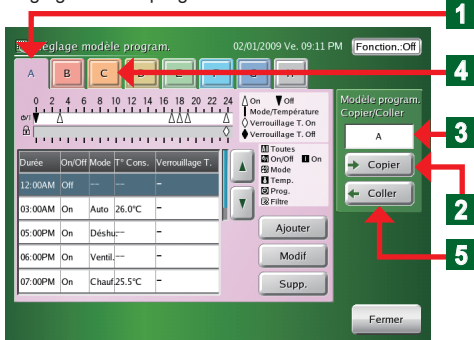 Réglage modèle program.
02/01/2009 Ve. 09:11 PM
Fonction.:Off
1
A B C
4
0 2 4 6 8 10 12 14 16 18 20 22 24
On Off
Mode/Température
Verrouillage T. On
Verrouillage T. Off
Modèle program.
Copier/Coller
A
3
Toutes
On/Off On
Mode
Temp.
Prog.
Filtre
Copier
Coller
2
5
Durée On/Off Mode T° Cons. Verrouillage T.
12:00AM Off -- -- -
03:00AM On Auto 26.0°C -
05:00PM On Déshu -- -
06:00PM On Ventil. -- -
07:00PM On Chauf 25.5°C -
Ajouter
Modif
Supp.
Fermer